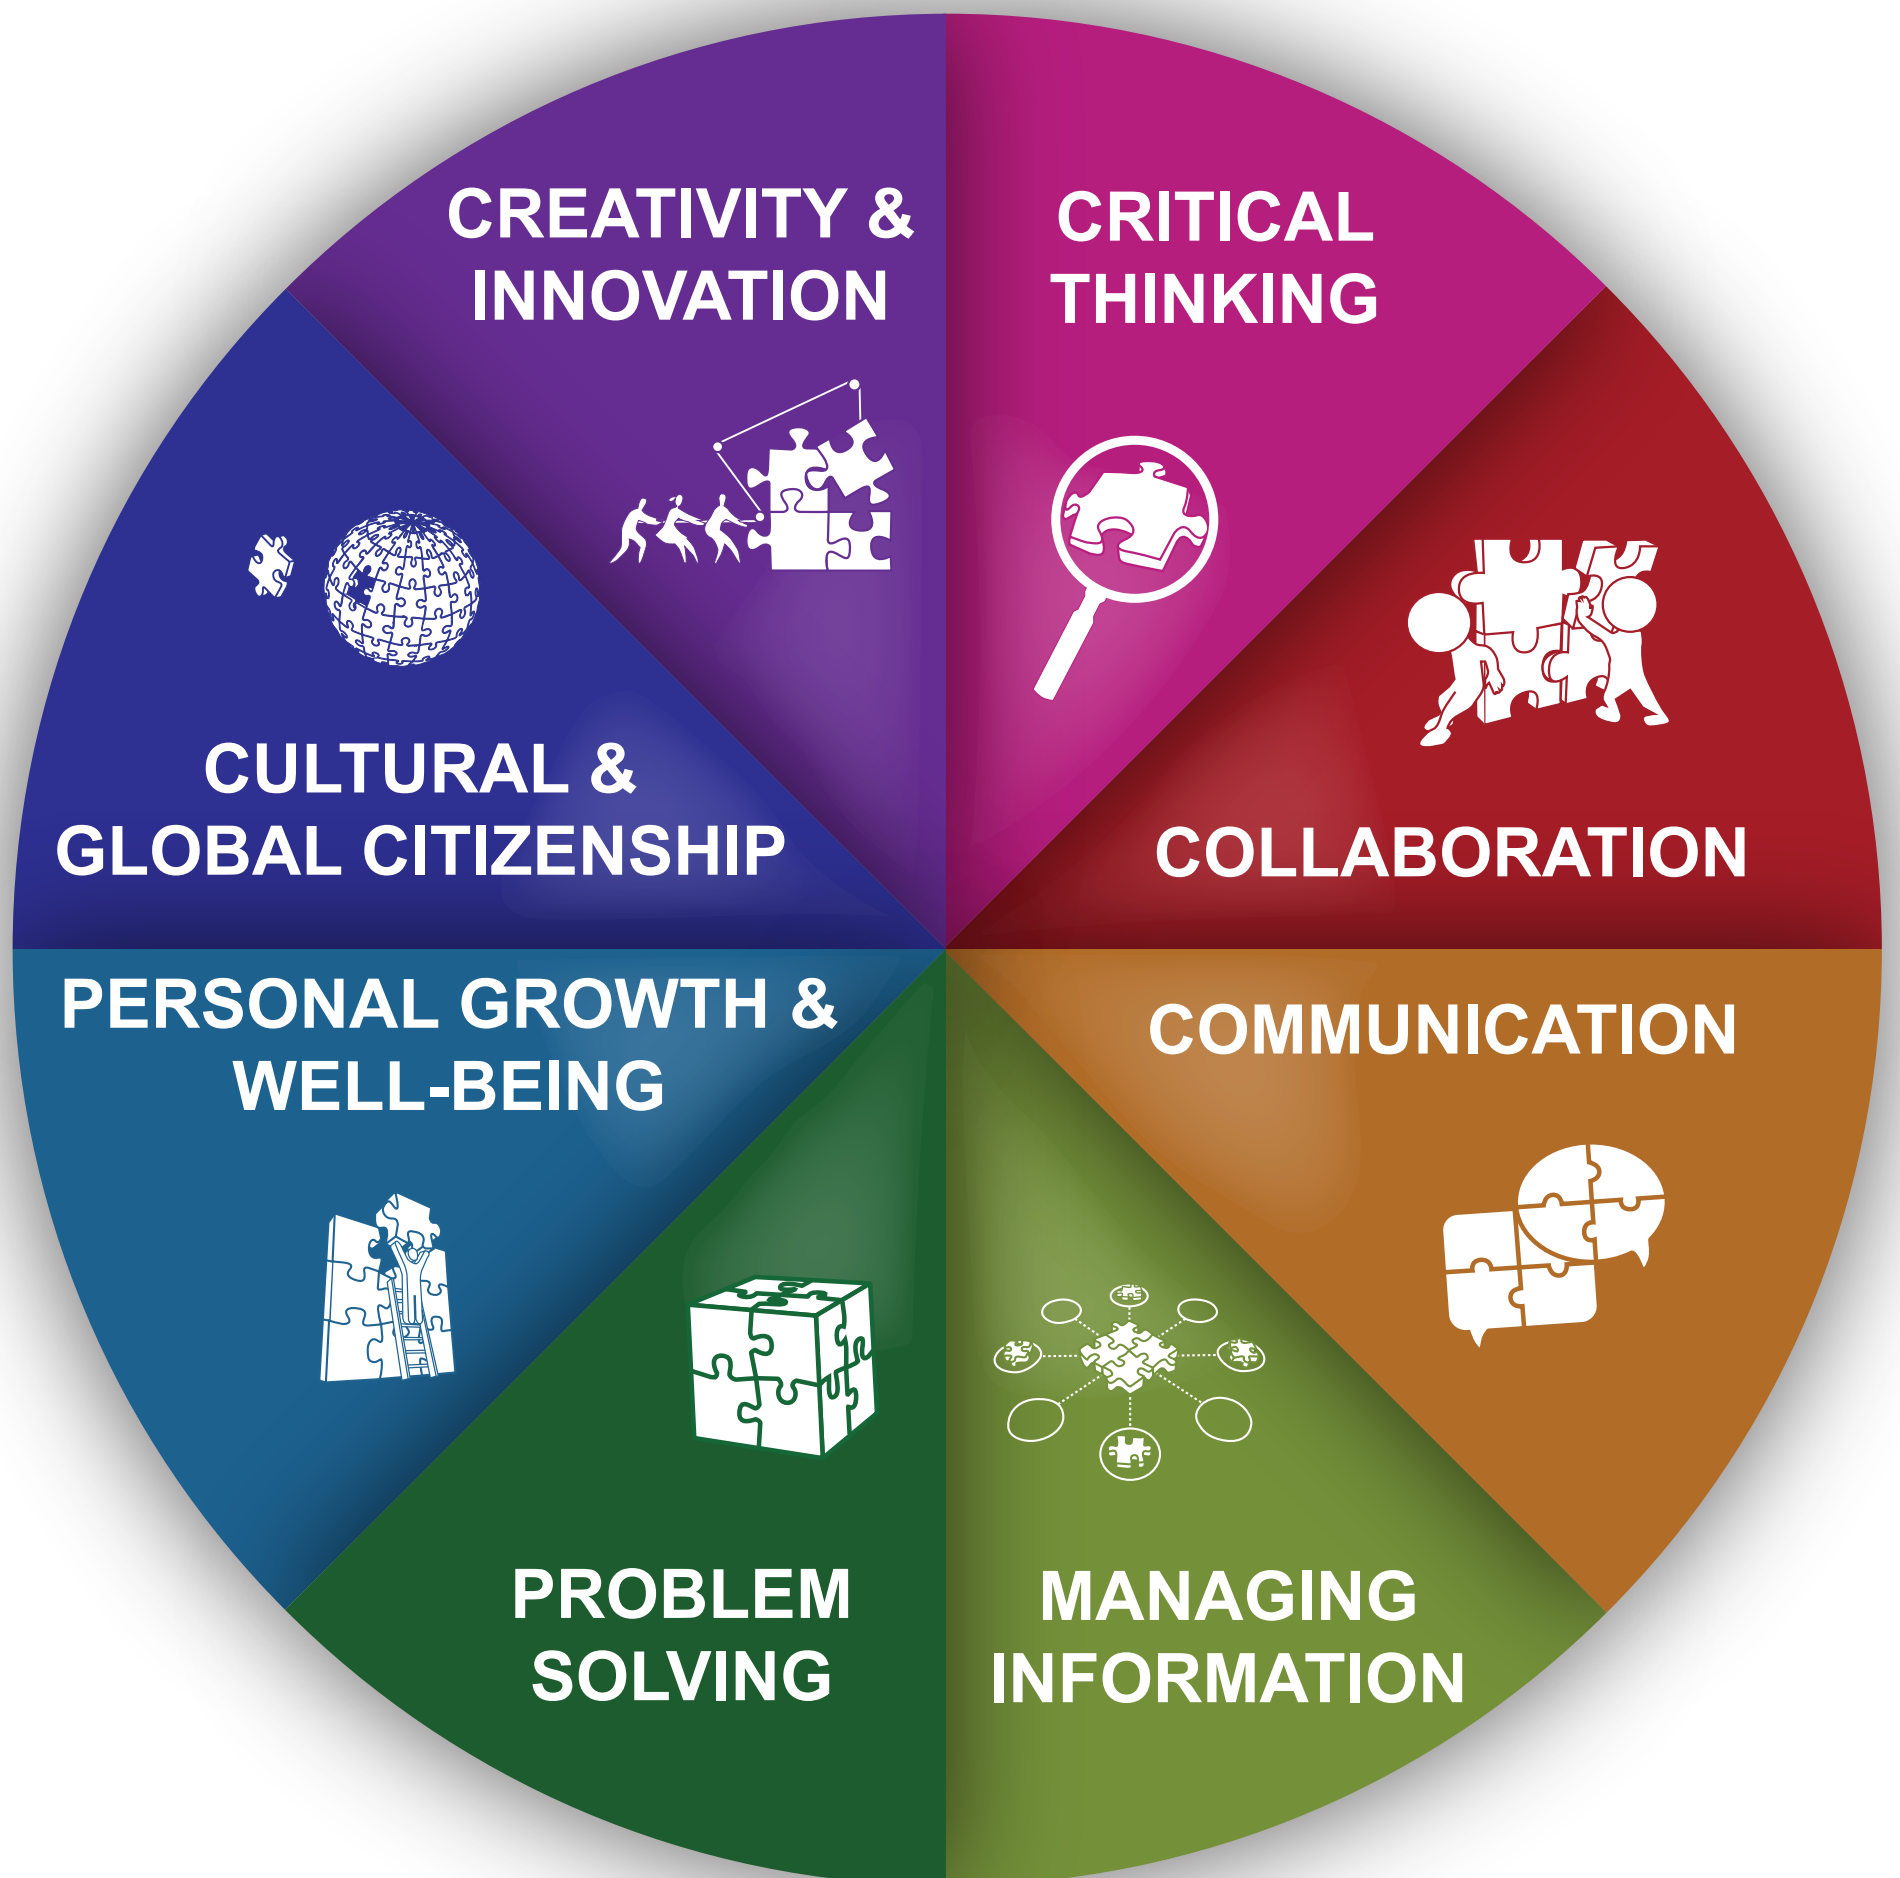 CREATIVITY &
INNOVATION
CRITICAL
THINKING
COLLABORATION
COMMUNICATION
MANAGING
INFORMATION
PROBLEM
SOLVING
PERSONAL GROWTH &
WELL-BEING
CULTURAL &
GLOBAL CITIZENSHIP